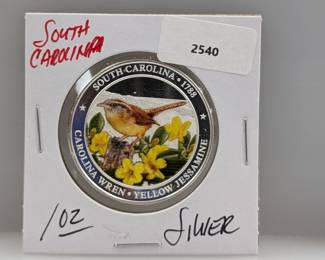 SOUTH
CAROLINA
2540
SOUTH-CAROLINA • 1788
CAROLINA WREN • YELLOW JESSAMINE
1oz
SILVER